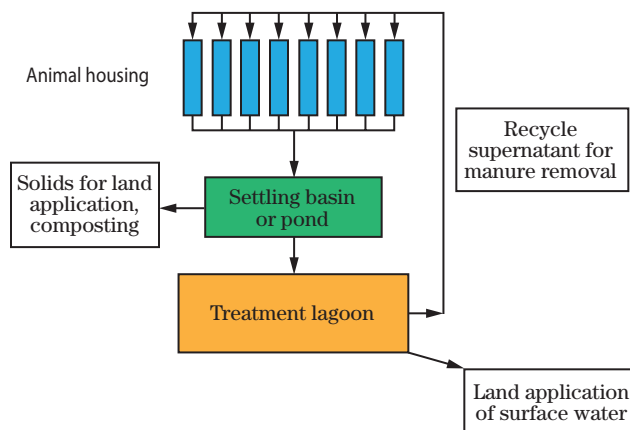 Animal housing
Recycle
supernatant for
manure removal
Solids for land
application,
composting
Settling basin
or pond
Treatment lagoon
Land application
of surface water